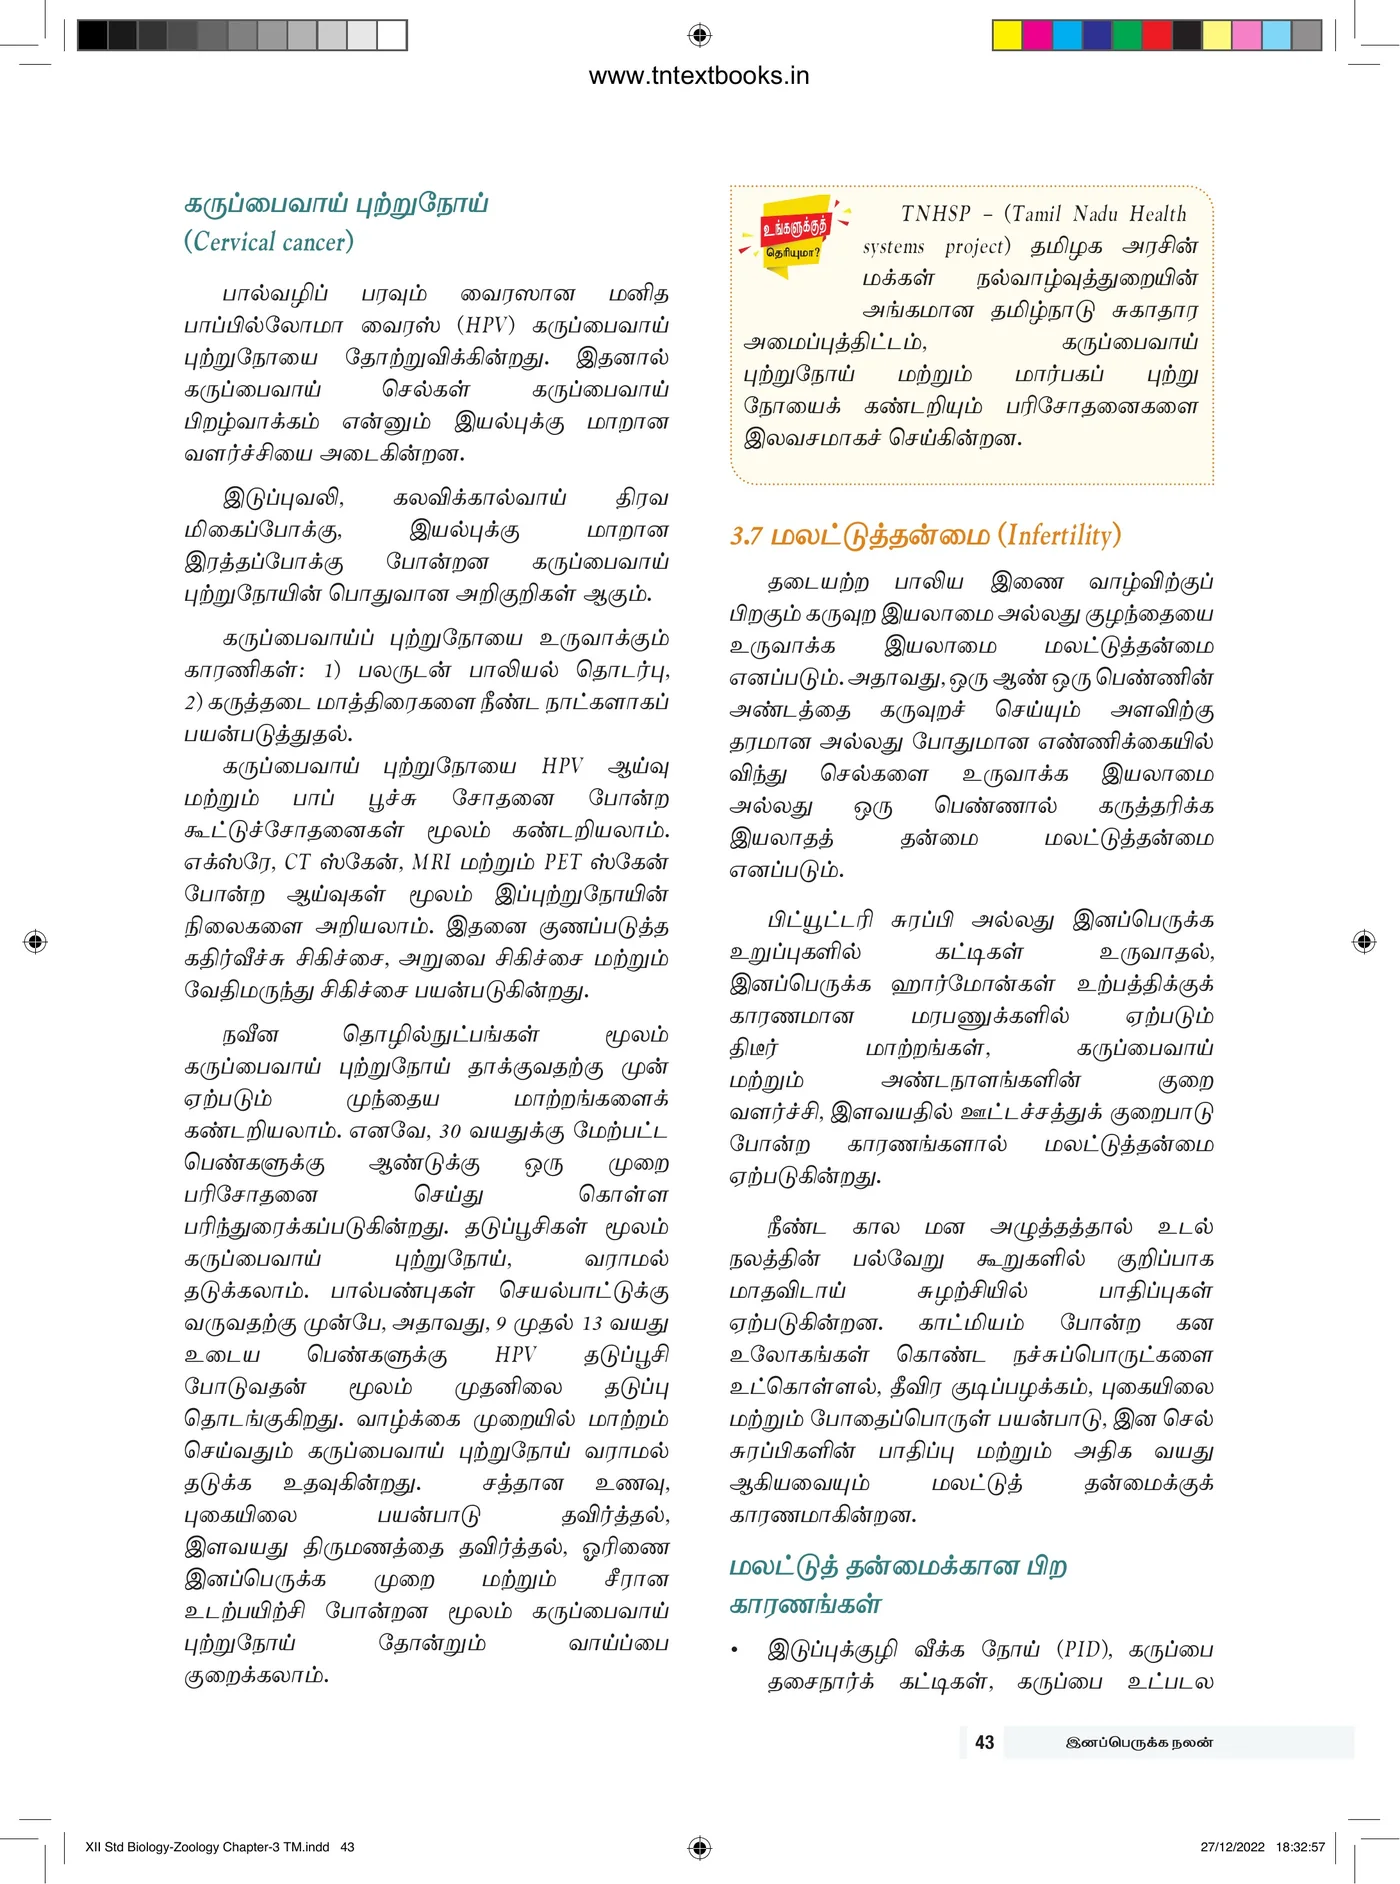 www.tntextbooks.in
கருப்பைவாய் புற்றுநோய்
(Cervical cancer)
பால்வழிப் பரவும் வைரஸான மனித
பாப்பில்லோமா வைரஸ் (HPV) கருப்பைவாய்
புற்றுநோயை தோற்றுவிக்கின்றது. இதனால்
கருப்பைவாய் செல்கள் கருப்பைவாய்
பிறழ்வாக்கம் என்னும் இயல்புக்கு மாறான
வளர்ச்சியை அடைகின்றன.
இடுப்புவலி, கலவிக்கால்வாய் திரவ
மிகைப்போக்கு, இயல்புக்கு மாறான
இரத்தப்போக்கு போன்றன கருப்பைவாய்
புற்றுநோயின் பொதுவான அறிகுறிகள் ஆகும்.
கருப்பைவாய்ப் புற்றுநோயை உருவாக்கும்
காரணிகள்: 1) பலருடன் பாலியல் தொடர்பு,
2) கருத்தடை மாத்திரைகளை நீண்ட நாட்களாகப்
பயன்படுத்துதல்.
கருப்பைவாய் புற்றுநோயை HPV ஆய்வு
மற்றும் பாப் பூச்சு சோதனை போன்ற
கூட்டுச்சோதனைகள் மூலம் கண்டறியலாம்.
எக்ஸ்ரே, CT ஸ்கேன், MRI மற்றும் PET ஸ்கேன்
போன்ற ஆய்வுகள் மூலம் இப்புற்றுநோயின்
நிலைகளை அறியலாம். இதனை குணப்படுத்த
கதிர்வீச்சு சிகிச்சை, அறுவை சிகிச்சை மற்றும்
வேதிமருந்து சிகிச்சை பயன்படுகின்றது.
நவீன தொழில்நுட்பங்கள் மூலம்
கருப்பைவாய் புற்றுநோய் தாக்குவதற்கு முன்
ஏற்படும் முந்தைய மாற்றங்களைக்
கண்டறியலாம். எனவே, 30 வயதுக்கு மேற்பட்ட
பெண்களுக்கு ஆண்டுக்கு ஒரு முறை
பரிசோதனை செய்து கொள்ள
பரிந்துரைக்கப்படுகின்றது. தடுப்பூசிகள் மூலம்
கருப்பைவாய் புற்றுநோய், வராமல்
தடுக்கலாம். பால்பண்புகள் செயல்பாட்டுக்கு
வருவதற்கு முன்பே, அதாவது, 9 முதல் 13 வயது
உடைய பெண்களுக்கு HPV தடுப்பூசி
போடுவதன் மூலம் முதனிலை தடுப்பு
தொடங்குகிறது. வாழ்க்கை முறையில் மாற்றம்
செய்வதும் கருப்பைவாய் புற்றுநோய் வராமல்
தடுக்க உதவுகின்றது. சத்தான உணவு,
புகையிலை பயன்பாடு தவிர்த்தல்,
இளவயது திருமணத்தை தவிர்த்தல், ஓரிணை
இனப்பெருக்க முறை மற்றும் சீரான
உடற்பயிற்சி போன்றன மூலம் கருப்பைவாய்
புற்றுநோய் தோன்றும் வாய்ப்பை
குறைக்கலாம்.
உங்களுக்குத்
தெரியுமா?
TNHSP – (Tamil Nadu Health
systems project) தமிழக அரசின்
மக்கள் நல்வாழ்வுத்துறையின்
அங்கமான தமிழ்நாடு சுகாதார
அமைப்புத்திட்டம், கருப்பைவாய்
புற்றுநோய் மற்றும் மார்பகப் புற்று
நோயைக் கண்டறியும் பரிசோதனைகளை
இலவசமாகச் செய்கின்றன.
3.7 மலட்டுத்தன்மை (Infertility)
தடையற்ற பாலிய இணை வாழ்விற்குப்
பிறகும் கருவுற இயலாமை அல்லது குழந்தையை
உருவாக்க இயலாமை மலட்டுத்தன்மை
எனப்படும். அதாவது, ஒரு ஆண் ஒரு பெண்ணின்
அண்டத்தை கருவுறச் செய்யும் அளவிற்கு
தரமான அல்லது போதுமான எண்ணிக்கையில்
விந்து செல்களை உருவாக்க இயலாமை
அல்லது ஒரு பெண்ணால் கருத்தரிக்க
இயலாதத் தன்மை மலட்டுத்தன்மை
எனப்படும்.
பிட்யூட்டரி சுரப்பி அல்லது இனப்பெருக்க
உறுப்புகளில் கட்டிகள் உருவாதல்,
இனப்பெருக்க ஹார்மோன்கள் உற்பத்திக்குக்
காரணமான மரபணுக்களில் ஏற்படும்
திடீர் மாற்றங்கள், கருப்பைவாய்
மற்றும் அண்டநாளங்களின் குறை
வளர்ச்சி, இளவயதில் ஊட்டச்சத்துக் குறைபாடு
போன்ற காரணங்களால் மலட்டுத்தன்மை
ஏற்படுகின்றது.
நீண்ட கால மன அழுத்தத்தால் உடல்
நலத்தின் பல்வேறு கூறுகளில் குறிப்பாக
மாதவிடாய் சுழற்சியில் பாதிப்புகள்
ஏற்படுகின்றன. காட்மியம் போன்ற கன
உலோகங்கள் கொண்ட நச்சுப்பொருட்களை
உட்கொள்ளல், தீவிர குடிப்பழக்கம், புகையிலை
மற்றும் போதைப்பொருள் பயன்பாடு, இன செல்
சுரப்பிகளின் பாதிப்பு மற்றும் அதிக வயது
ஆகியவையும் மலட்டுத் தன்மைக்குக்
காரணமாகின்றன.
மலட்டுத் தன்மைக்கான பிற
காரணங்கள்
• இடுப்புக்குழி வீக்க நோய் (PID), கருப்பை
தசைநார்க் கட்டிகள், கருப்பை உட்படல
43 இனப்பெருக்க நலன்
XII Std Biology-Zoology Chapter-3 TM.indd 43
27/12/2022 18:32:57